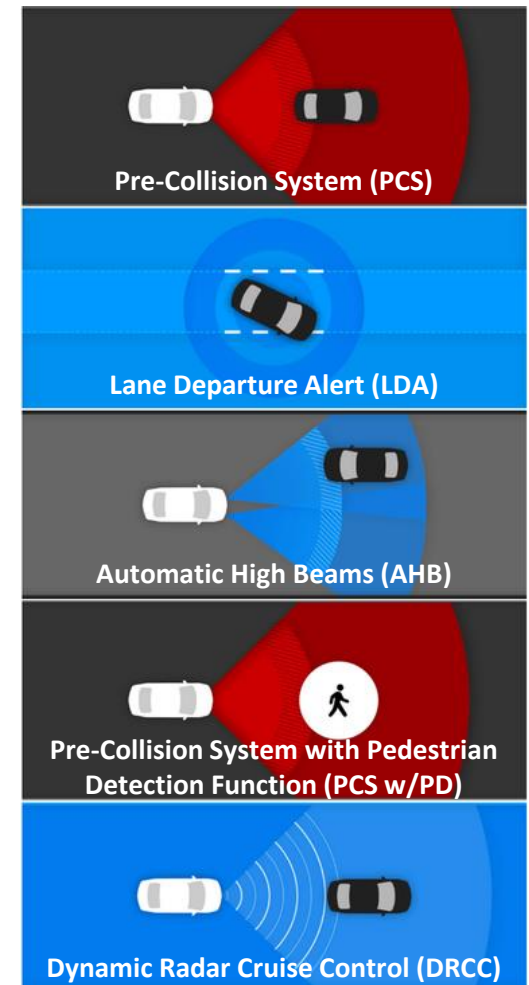 Pre-Collision System (PCS)
Lane Departure Alert (LDA)
Automatic High Beams (AHB)
Pre-Collision System with Pedestrian
Detection Function (PCS w/PD)
Dynamic Radar Cruise Control (DRCC)